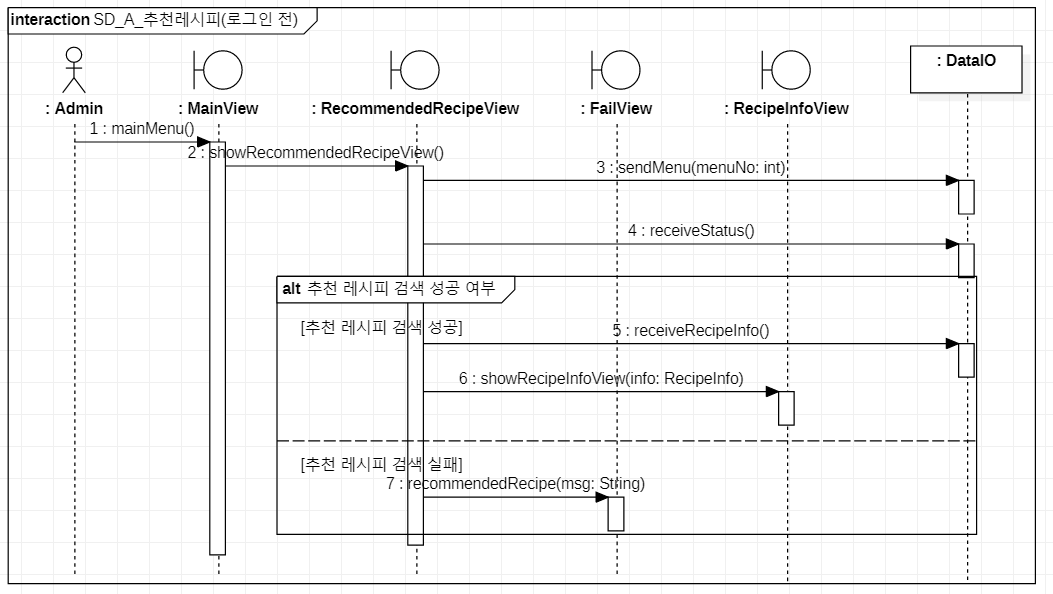 interaction SD_A_추천레시피(로그인 전)
: Admin
: MainView
: RecommendedRecipeView
: FailView
: RecipeInfoView
: DataIO
1 : mainMenu()
2 : showRecommendedRecipeView()
3 : sendMenu(menuNo: int)
4 : receiveStatus()
alt 추천 레시피 검색 성공 여부
[추천 레시피 검색 성공]
5 : receiveRecipeInfo()
6 : showRecipeInfoView(info: RecipeInfo)
[추천 레시피 검색 실패]
7 : recommendedRecipe(msg: String)